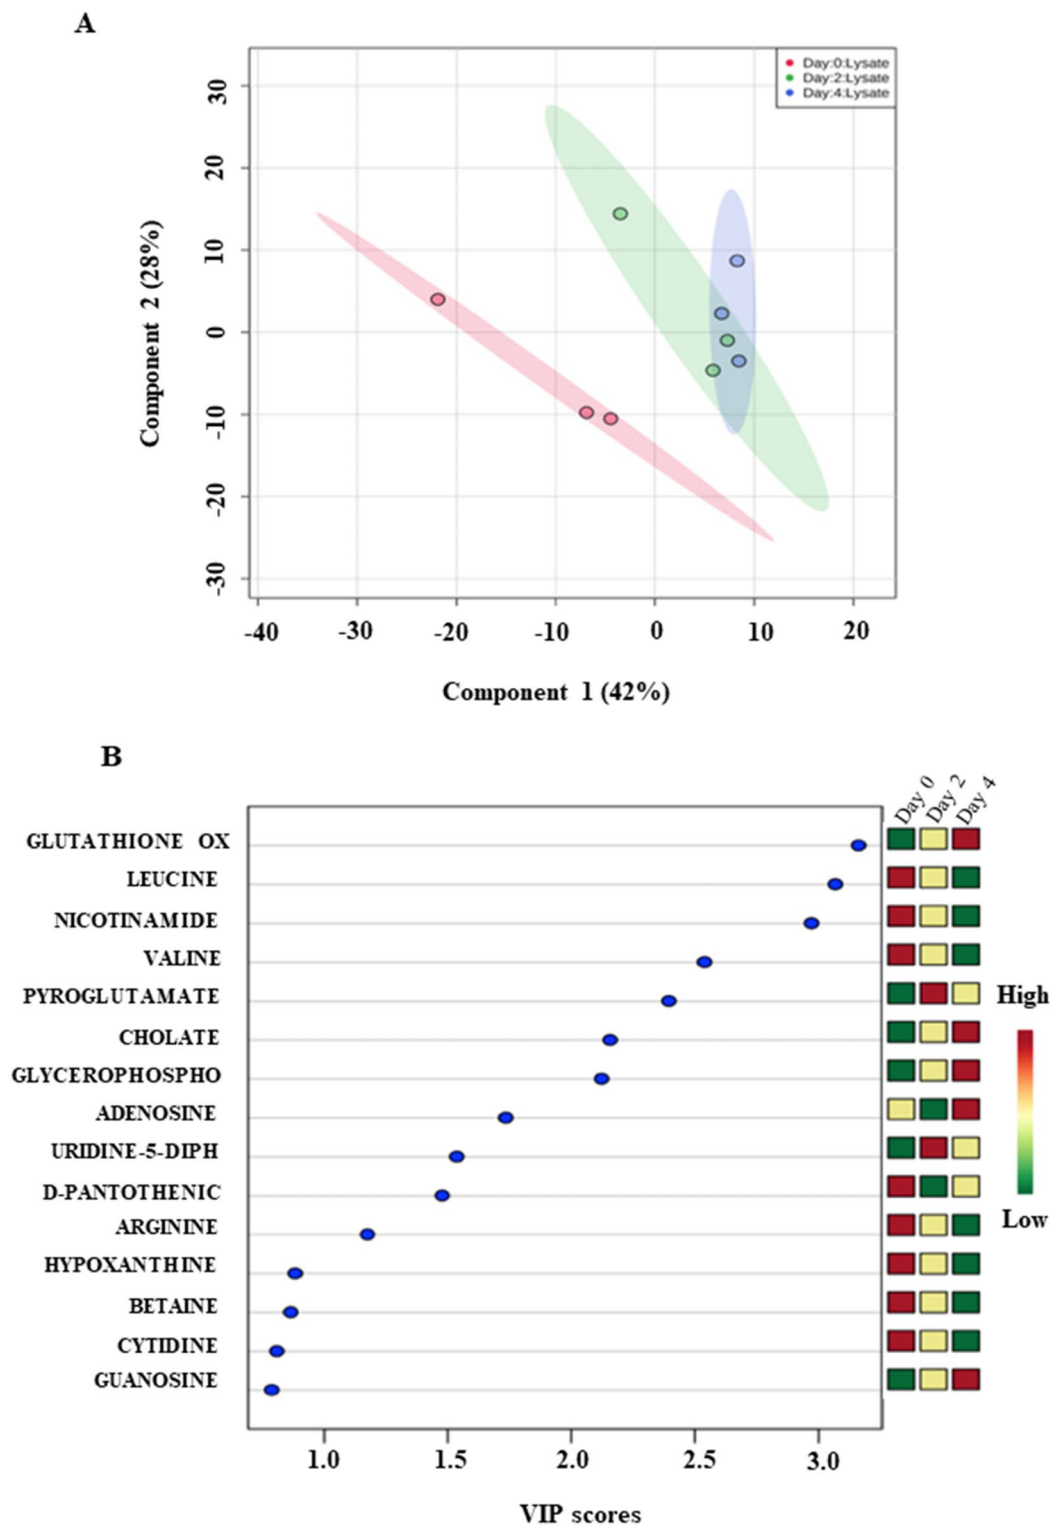 A
Day:0:Lysate
Day:2:Lysate
Day:4:Lysate
30
20
10
0
-10
-20
-30
Component 2 (28%)
-40 -30 -20 -10 0 10 20
Component 1 (42%)
B
Day 0 Day 2 Day 4
GLUTATHIONE OX
LEUCINE
NICOTINAMIDE
VALINE
PYROGLUTAMATE
CHOLATE
GLYCEROPHOSPHO
ADENOSINE
URIDINE-5-DIPH
D-PANTOTHENIC
ARGININE
HYPOXANTHINE
BETAINE
CYTIDINE
GUANOSINE
High
Low
1.0 1.5 2.0 2.5 3.0
VIP scores